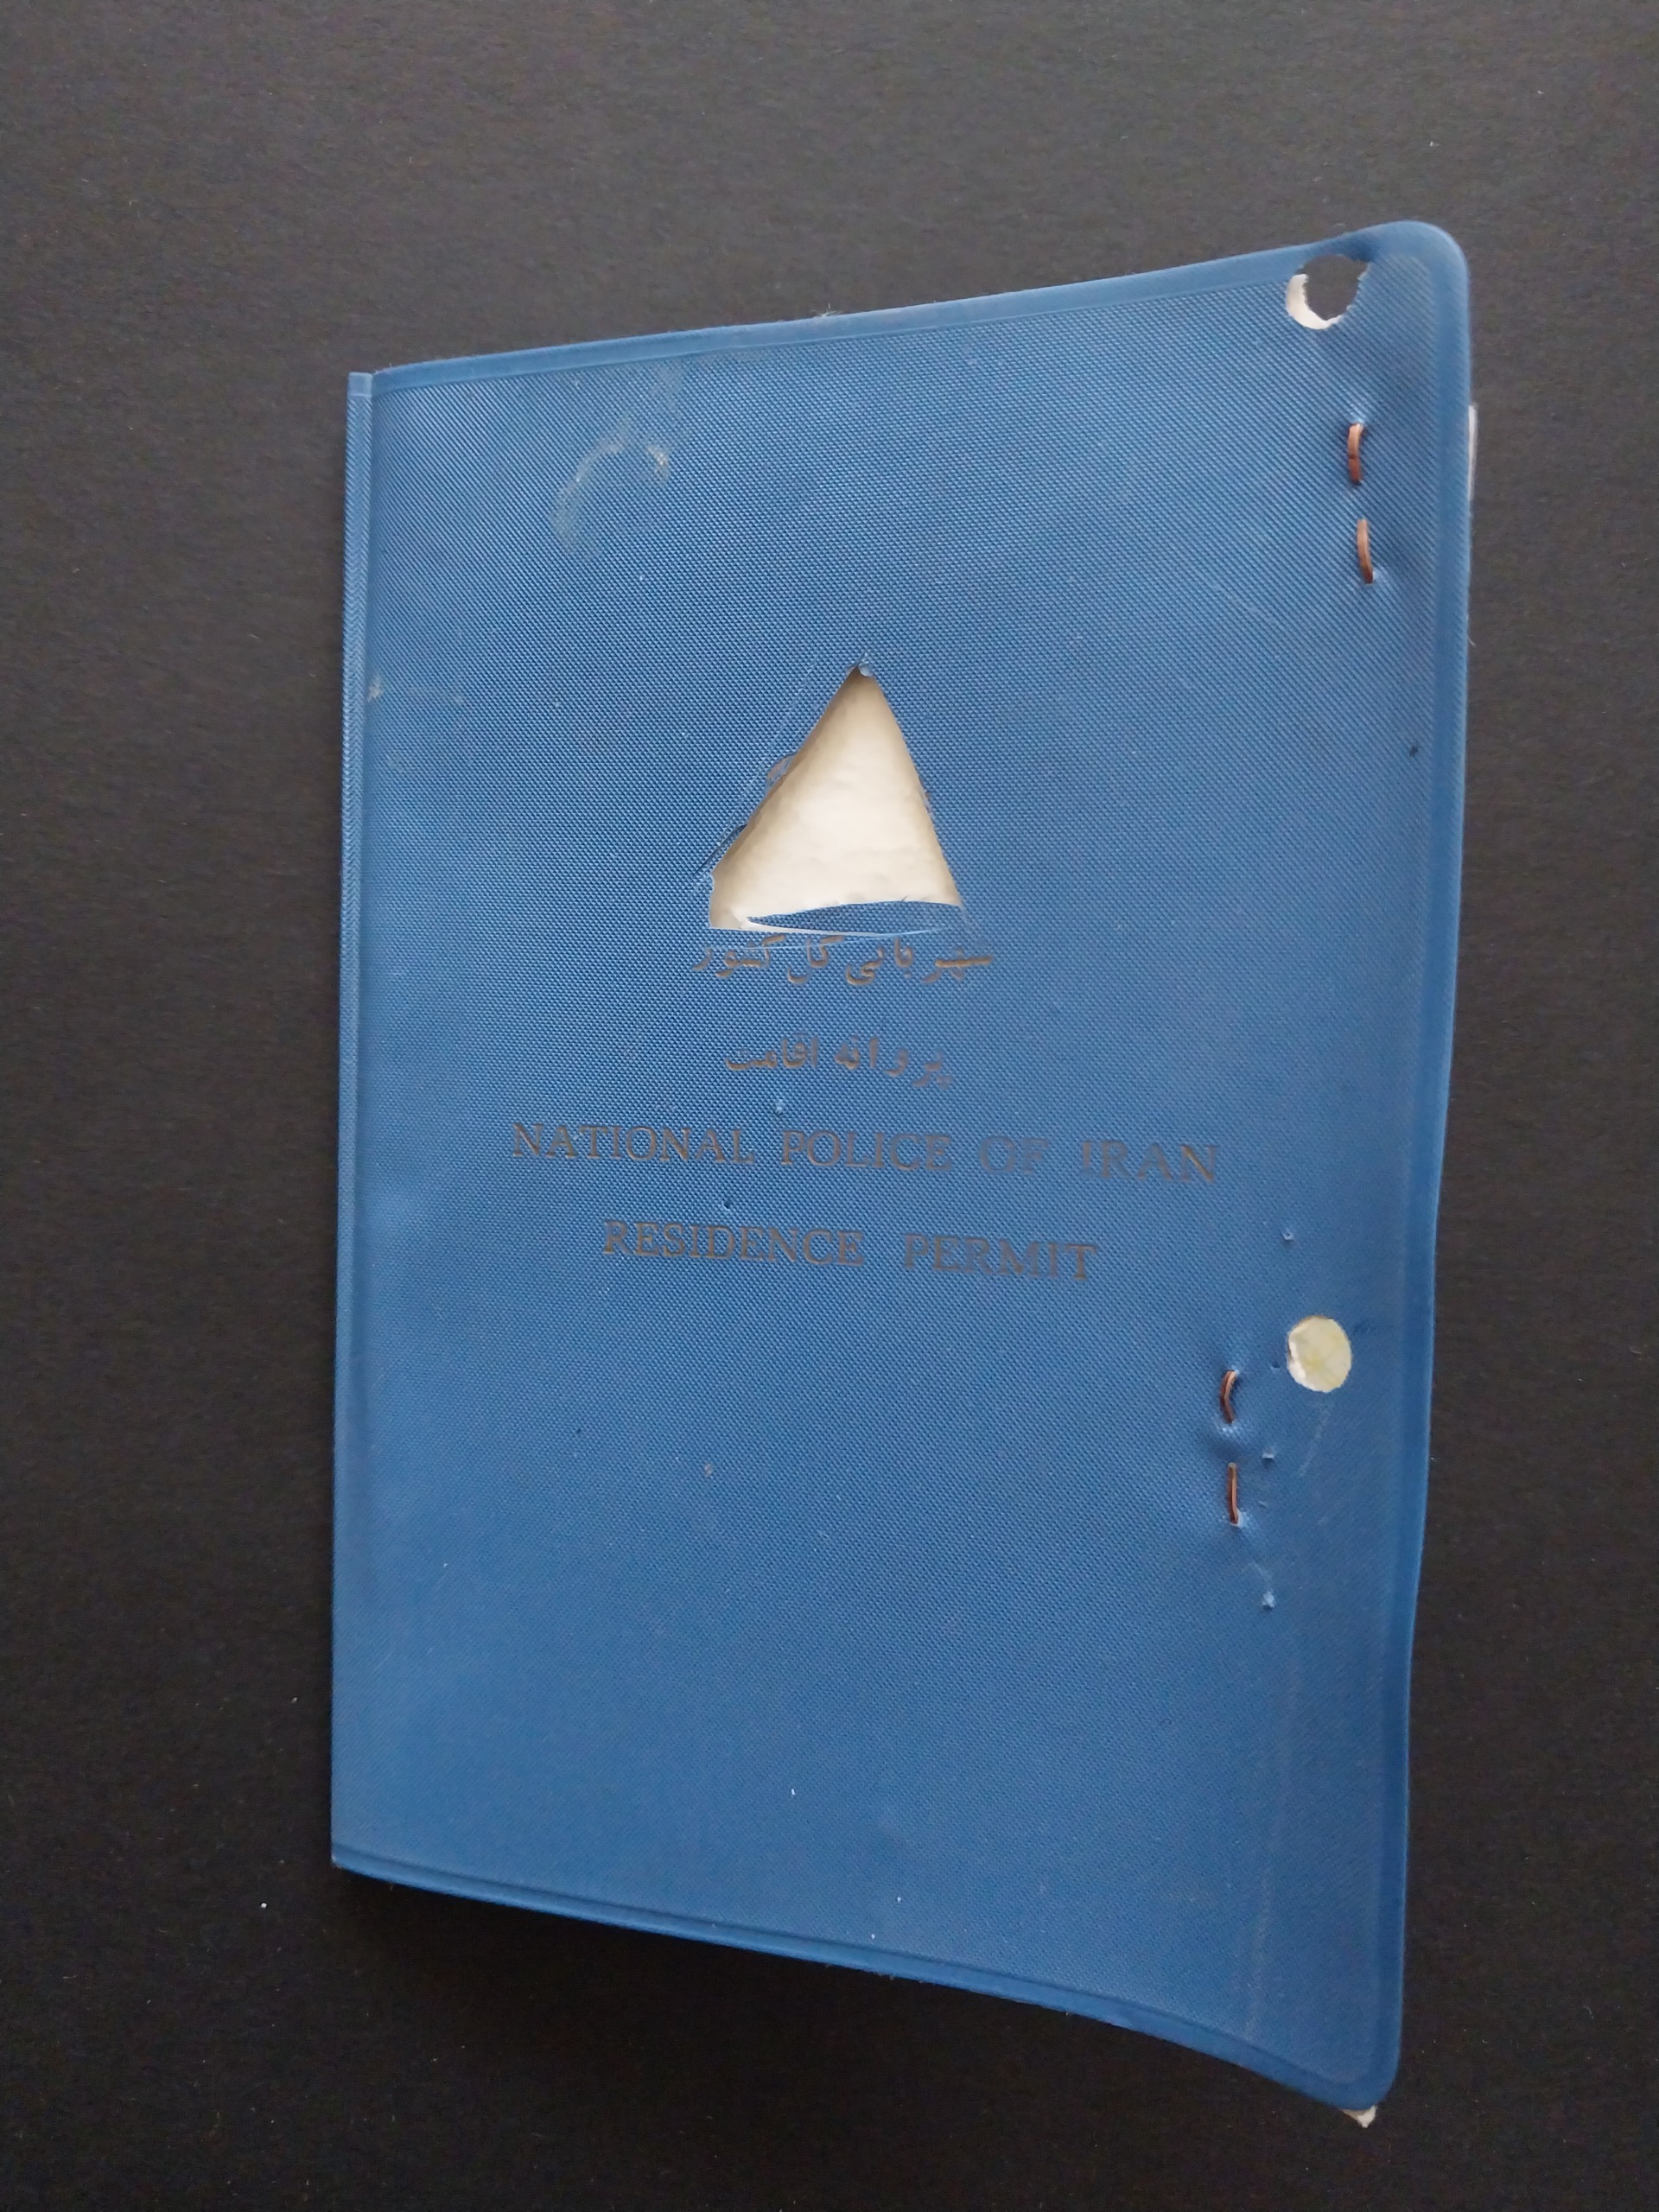 شهربانی کل کشور
پروانه اقامت
NATIONAL POLICE OF IRAN
RESIDENCE PERMIT